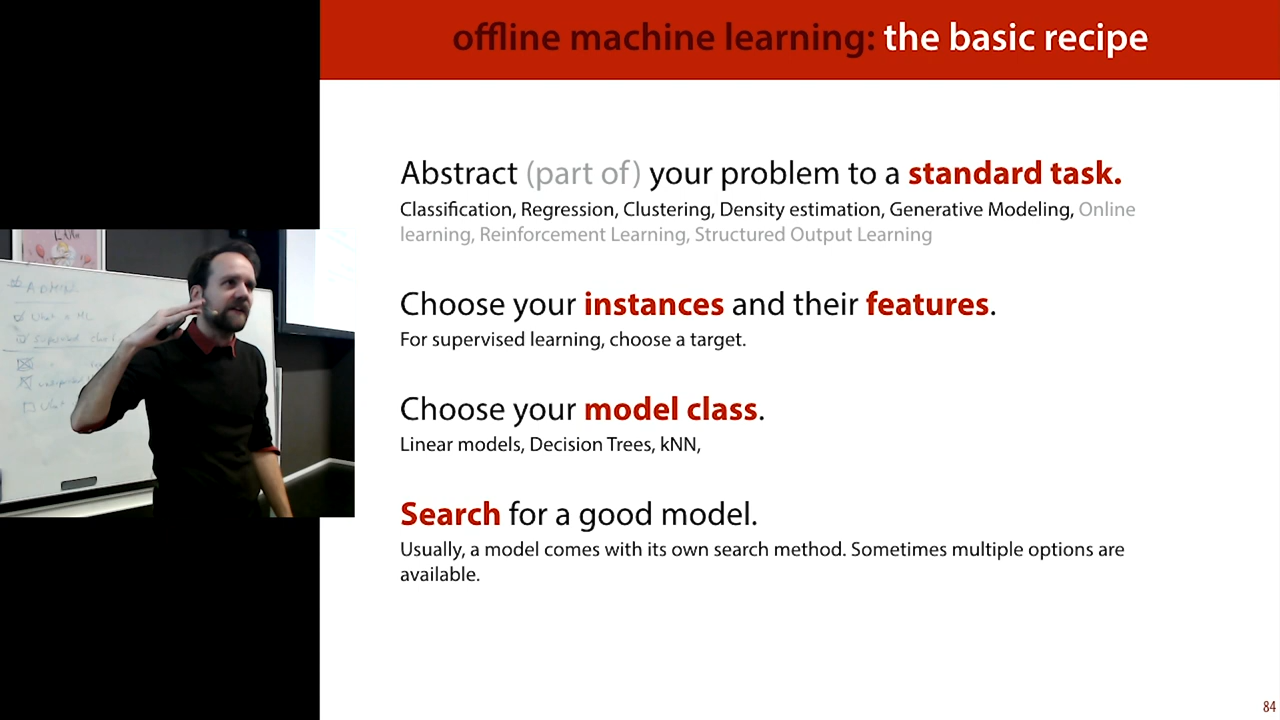 offline machine learning: the basic recipe
Abstract (part of) your problem to a standard task.
Classification, Regression, Clustering, Density estimation, Generative Modeling, Online
learning, Reinforcement Learning, Structured Output Learning
Choose your instances and their features.
For supervised learning, choose a target.
Choose your model class.
Linear models, Decision Trees, kNN,
Search for a good model.
Usually, a model comes with its own search method. Sometimes multiple options are
available.
84
ADMIN
What